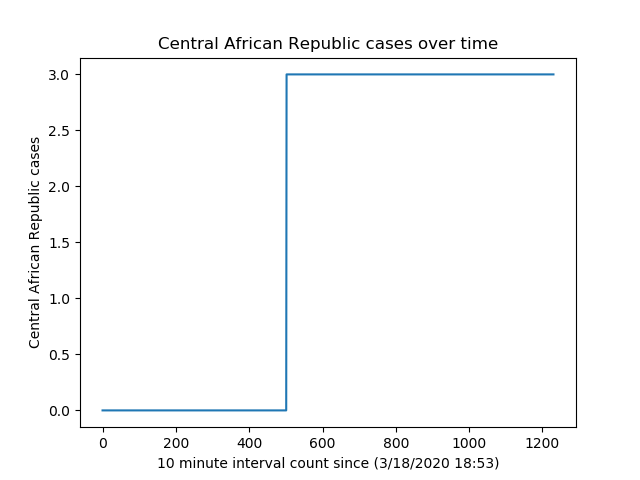 Central African Republic cases over time
3.0
2.5
2.0
1.5
1.0
0.5
0.0
Central African Republic cases
0 200 400 600 800 1000 1200
10 minute interval count since (3/18/2020 18:53)